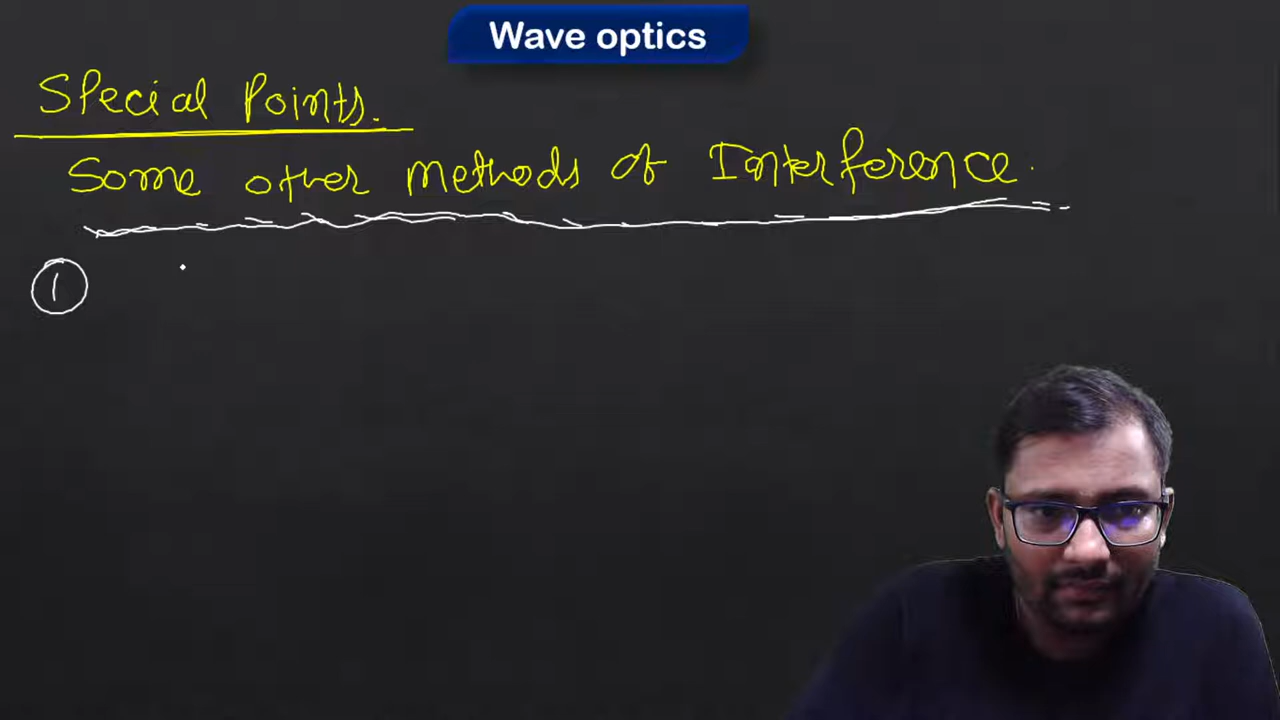 Wave optics
Special Points.
Some other methods of Interference.
1